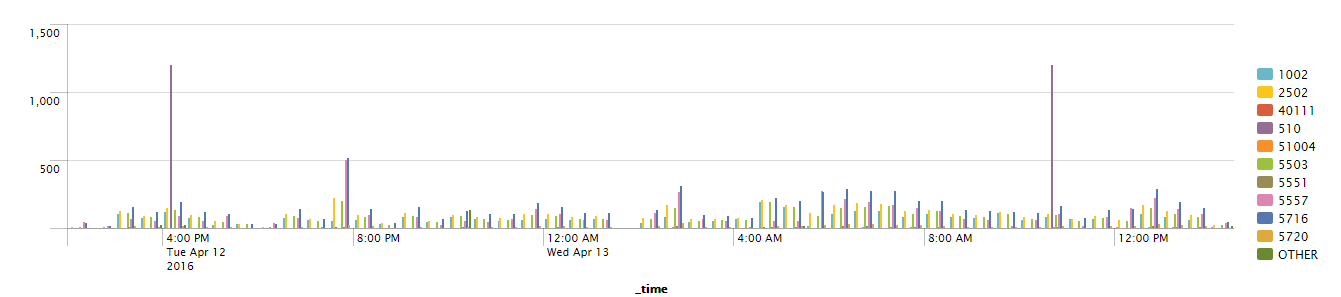 1,500
1,000
500
4:00 PM
Tue Apr 12
2016
8:00 PM
12:00 AM
Wed Apr 13
4:00 AM
8:00 AM
12:00 PM
_time
1002
2502
40111
510
51004
5503
5551
5557
5716
5720
OTHER